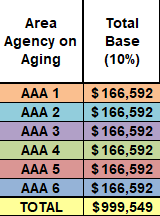 Area Agency on Aging Total Base (10%)
AAA 1 $166,592
AAA 2 $166,592
AAA 3 $166,592
AAA 4 $166,592
AAA 5 $166,592
AAA 6 $166,592
TOTAL $999,549